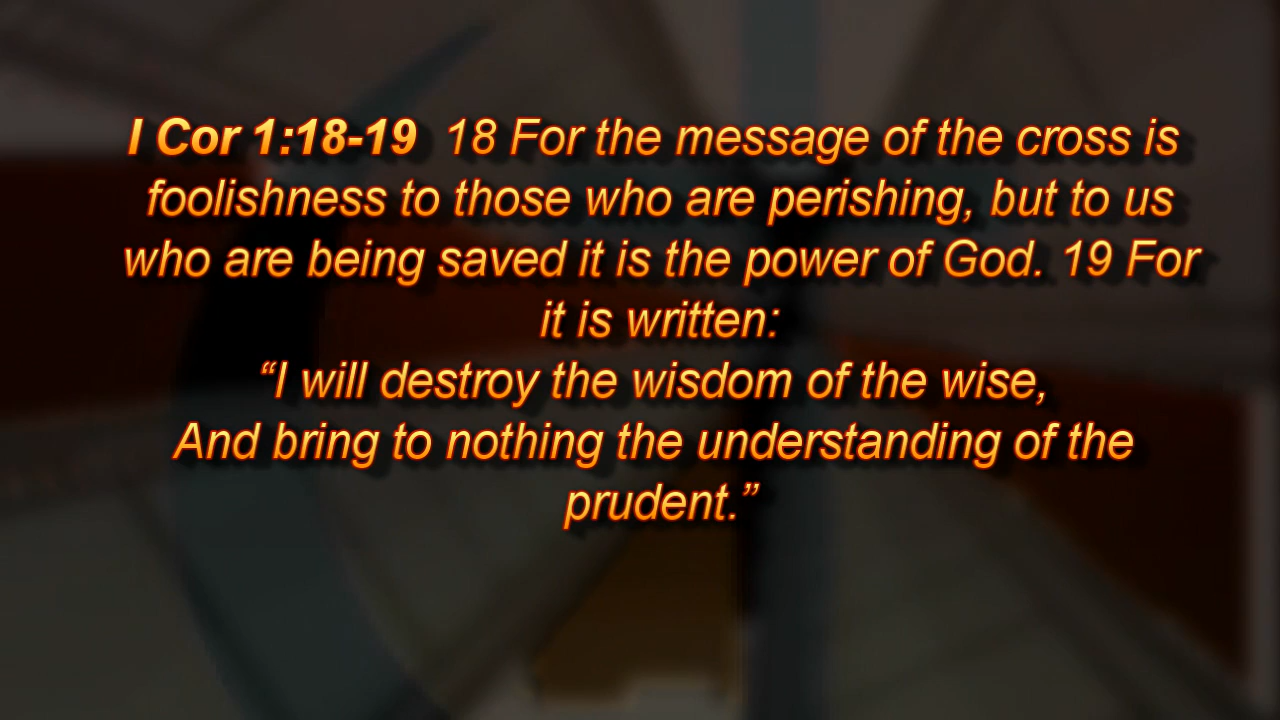 I Cor 1:18-19  18 For the message of the cross is
foolishness to those who are perishing, but to us
who are being saved it is the power of God. 19 For
it is written:
“I will destroy the wisdom of the wise,
And bring to nothing the understanding of the
prudent.”